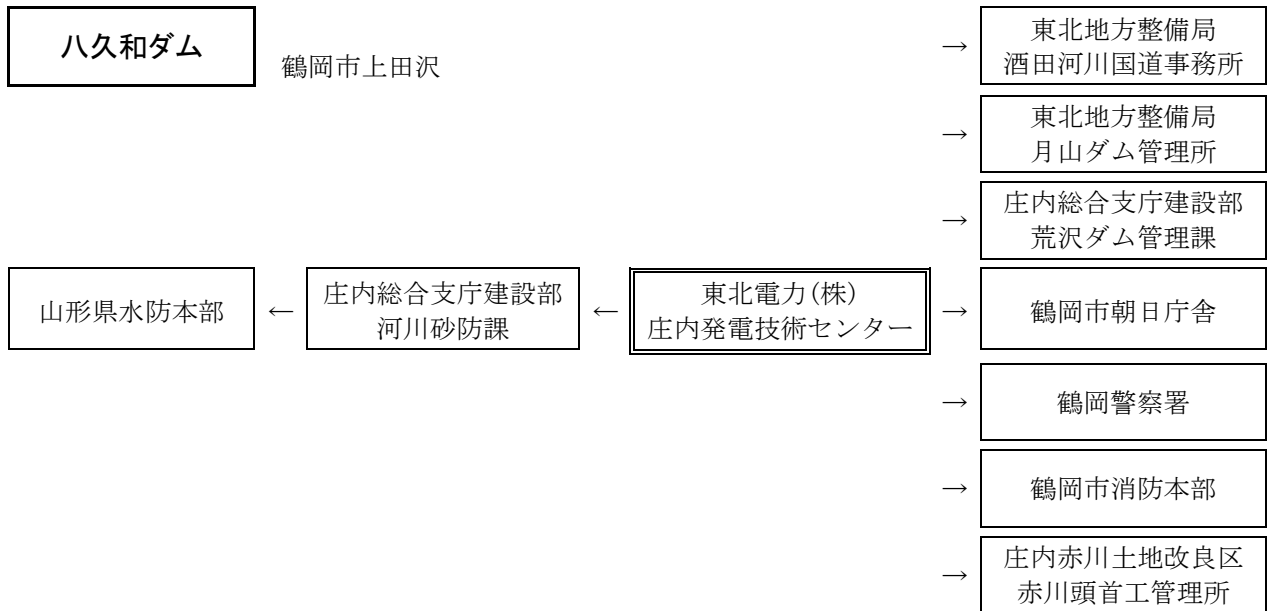 八久和ダム
鶴岡市上田沢
→
東北地方整備局
酒田河川国道事務所
→
東北地方整備局
月山ダム管理所
→
庄内総合支庁建設部
荒沢ダム管理課
山形県水防本部
←
庄内総合支庁建設部
河川砂防課
←
東北電力(株)
庄内発電技術センター
→
鶴岡市朝日庁舎
→
鶴岡警察署
→
鶴岡市消防本部
→
庄内赤川土地改良区
赤川頭首工管理所